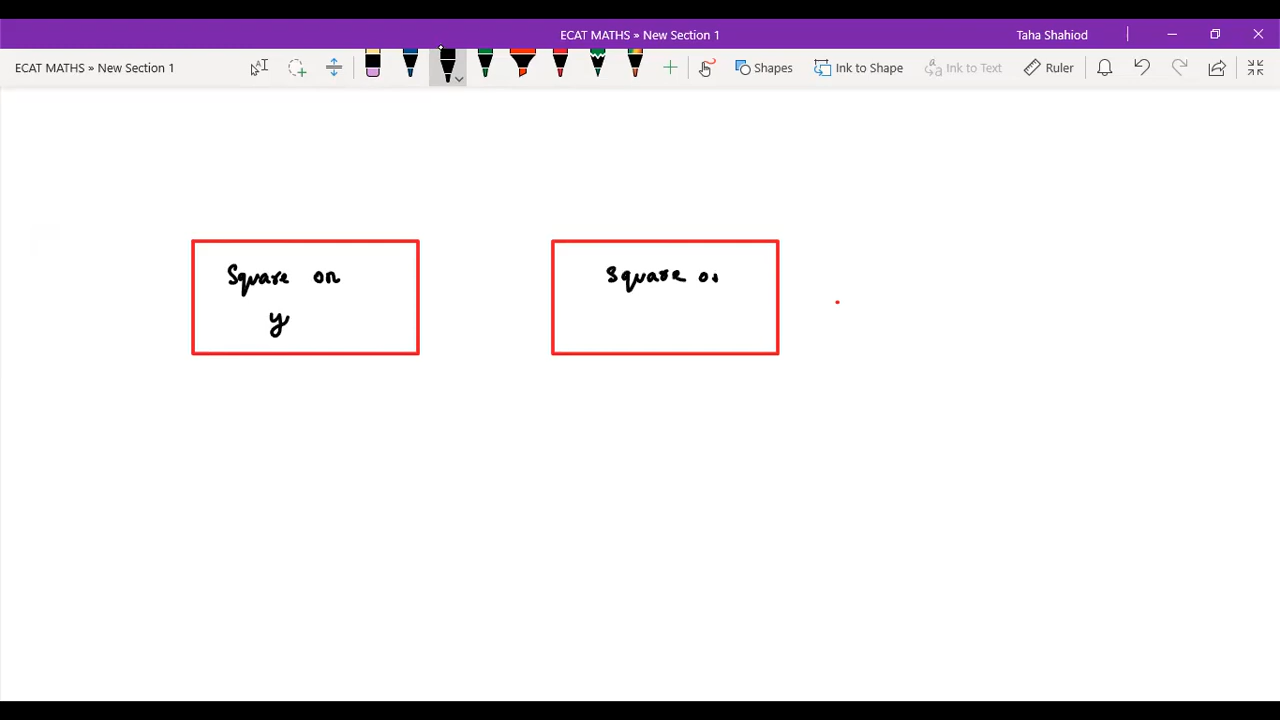 ECAT MATHS » New Section 1
Taha Shahiod
ECAT MATHS » New Section 1
Shapes
Ink to Shape
Ink to Text
Ruler
Square on
y
Square